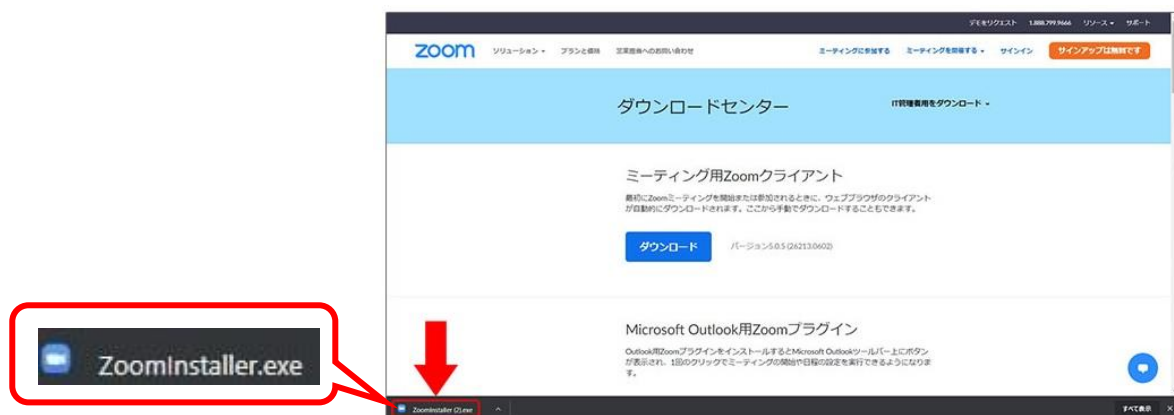 デモをリクエスト 1.888.799.9666 リソース サポート
zoom ソリューション プランと価格 営業担当へのお問い合わせ ミーティングに参加する ミーティングを開催する サインイン サインアップは無料です
ダウンロードセンター IT管理者用をダウンロード
ミーティング用Zoomクライアント
最初にZoomミーティングを開始または参加されるときに、ウェブブラウザのクライアント
が自動的にダウンロードされます。ここから手動でダウンロードすることもできます。
ダウンロード バージョン5.0.5 (26213.0602)
Microsoft Outlook用Zoomプラグイン
Outlook用ZoomプラグインをインストールするとMicrosoft Outlookツールバー上にボタン
が表示され、1回のクリックでミーティングの開始や日程の設定を実行できるようになりま
す。
ZoomInstaller.exe
ZoomInstaller (2).exe すべて表示